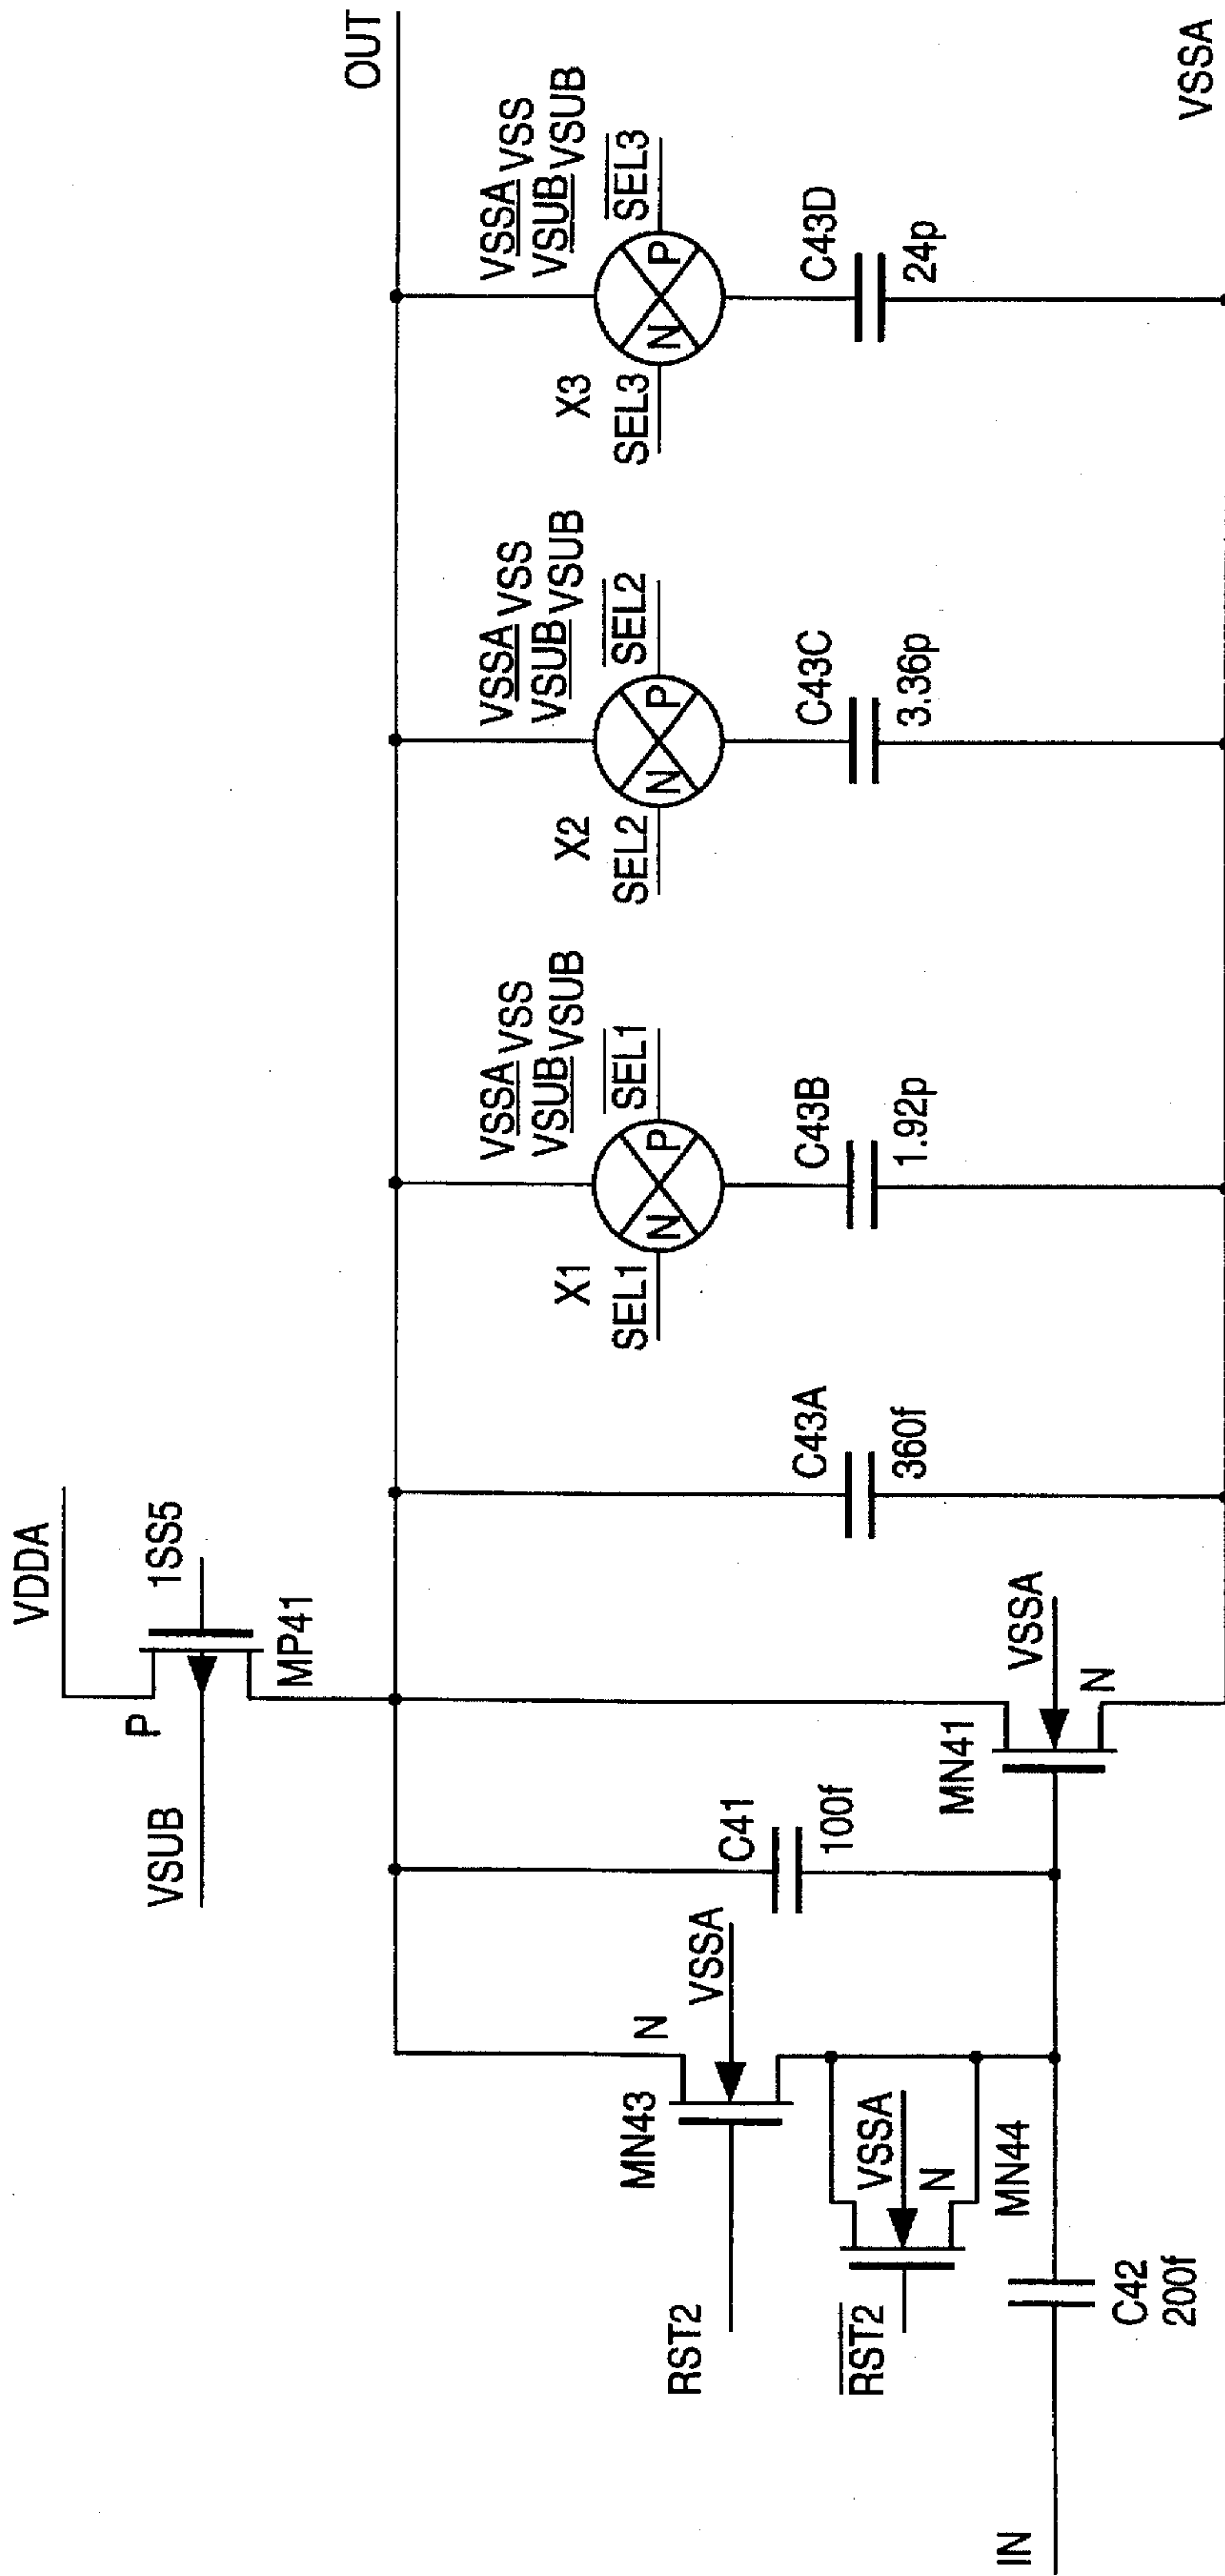 VDDA
VSUB
P
1SS5
MP41
OUT
VSSA VSS
VSUB VSUB
X1
SEL1
N
P
SEL1
C43B
1.92p
VSSA VSS
VSUB VSUB
X2
SEL2
N
P
SEL2
C43C
3.36p
VSSA VSS
VSUB VSUB
X3
SEL3
N
P
SEL3
C43D
24p
C43A
360f
C41
100f
MN43
N
VSSA
RST2
RST2
VSSA
N
MN44
MN41
VSSA
N
C42
200f
IN
VSSA